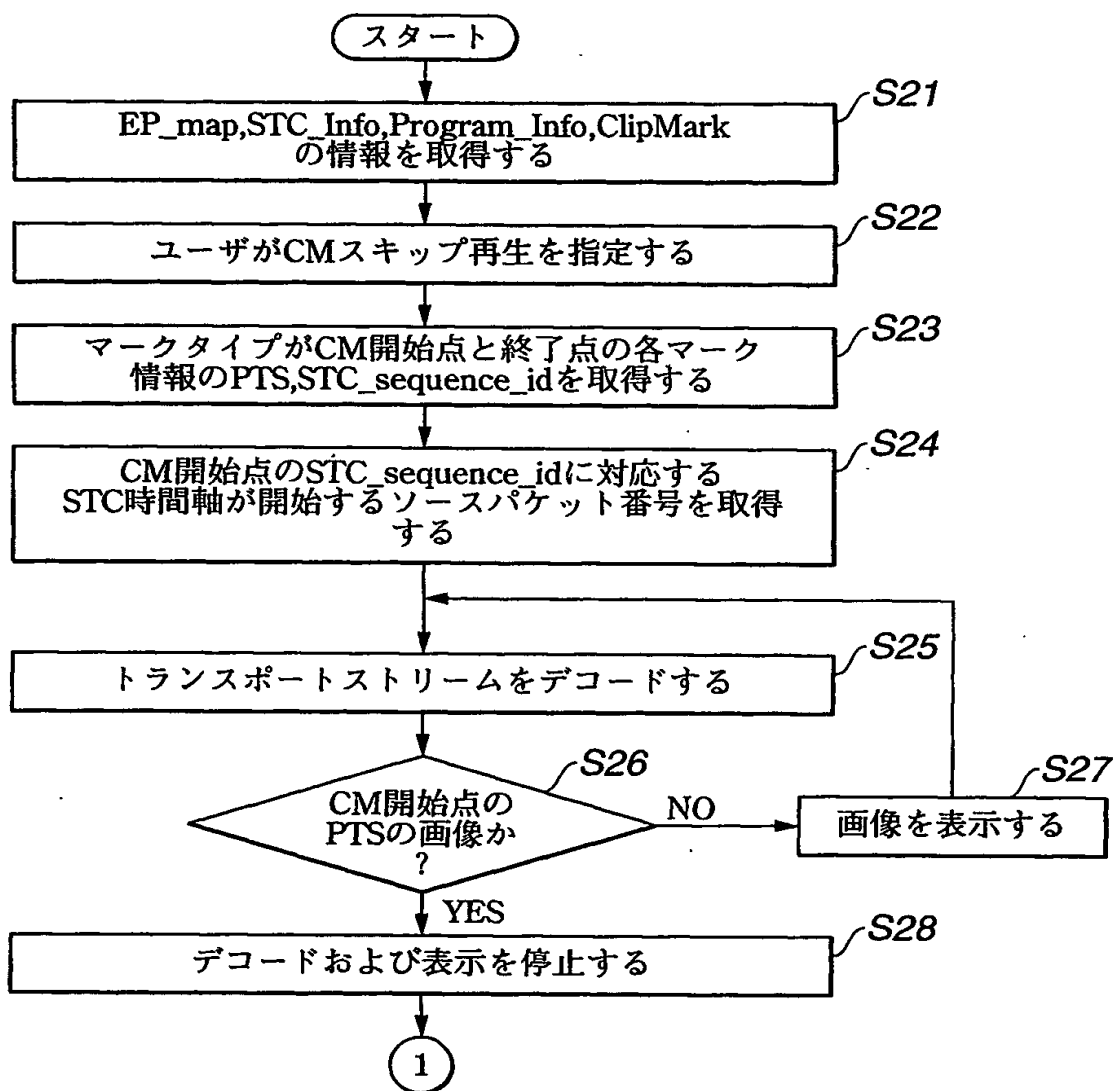 スタート
S21
EP_map,STC_Info,Program_Info,ClipMark
の情報を取得する
S22
ユーザがCMスキップ再生を指定する
S23
マークタイプがCM開始点と終了点の各マーク
情報のPTS,STC_sequence_idを取得する
S24
CM開始点のSTC_sequence_idに対応する
STC時間軸が開始するソースパケット番号を取得
する
S25
トランスポートストリームをデコードする
S26
CM開始点の
PTSの画像か
?
NO
S27
画像を表示する
YES
S28
デコードおよび表示を停止する
1